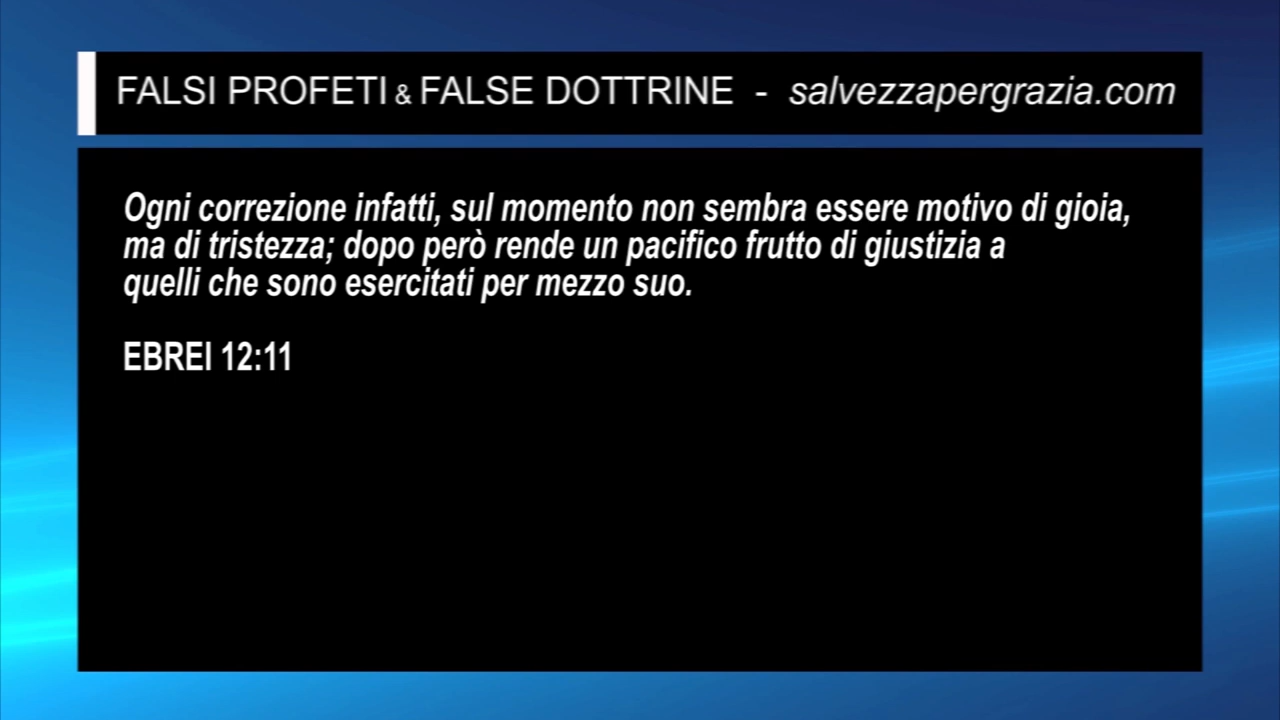 FALSI PROFETI & FALSE DOTTRINE - salvezzapergrazia.com
Ogni correzione infatti, sul momento non sembra essere motivo di gioia,
ma di tristezza; dopo però rende un pacifico frutto di giustizia a
quelli che sono esercitati per mezzo suo.
EBREI 12:11